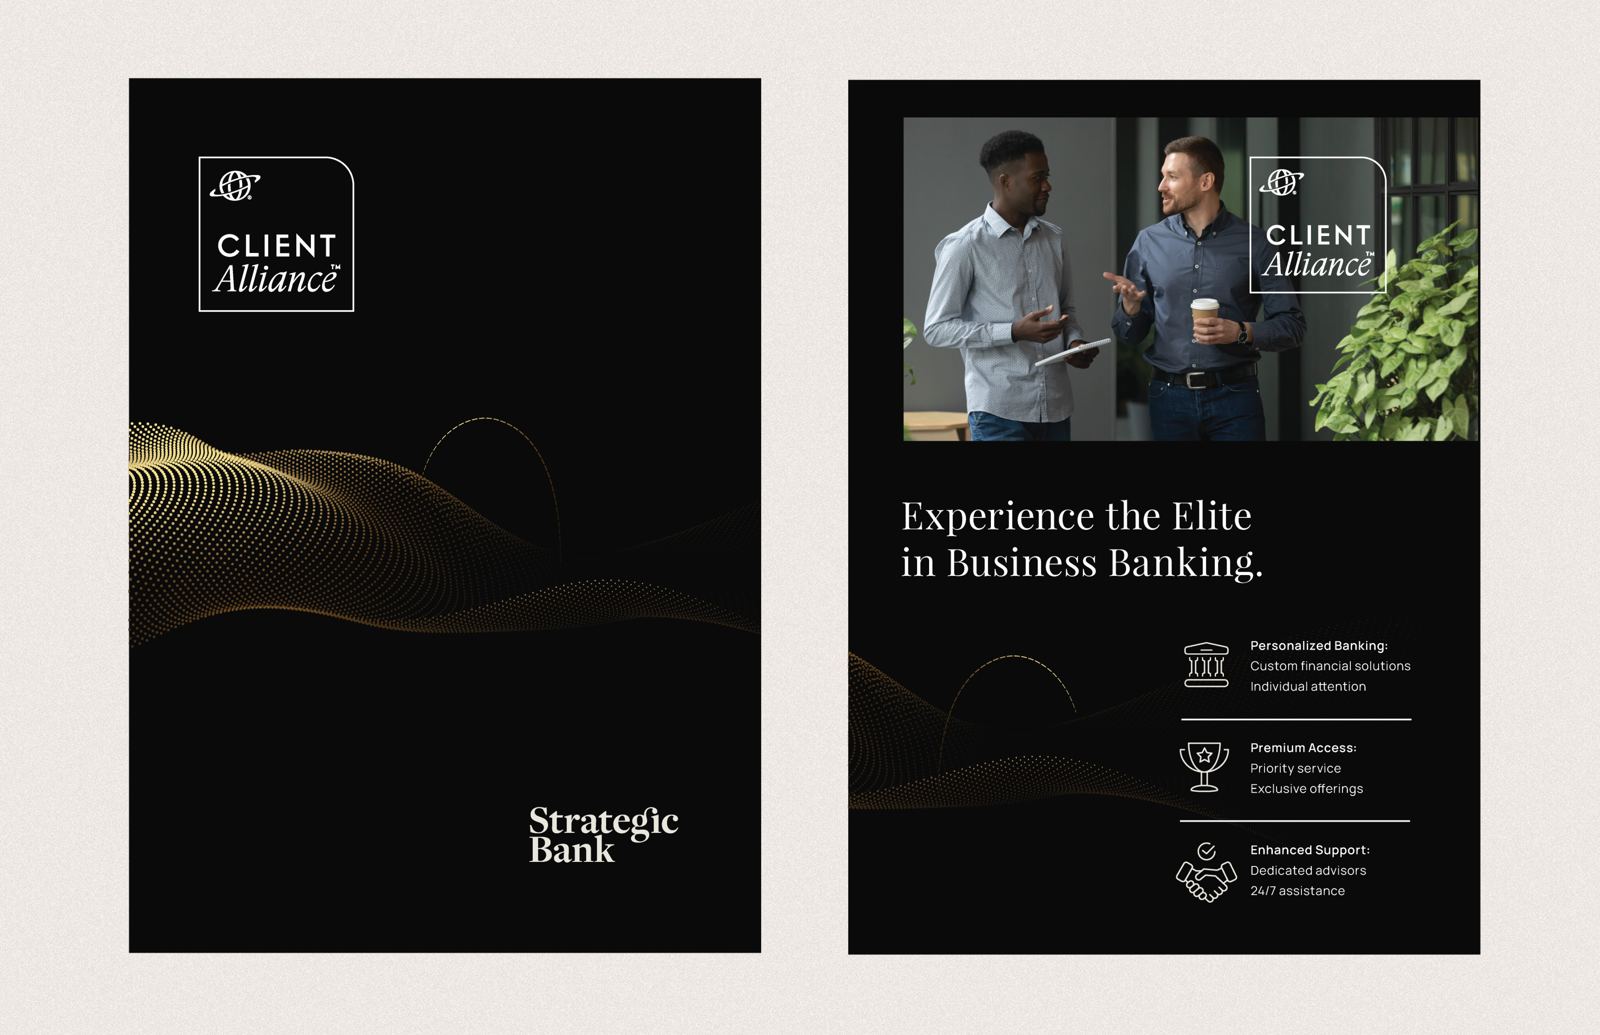 CLIENT
Alliance™
Strategic
Bank
CLIENT
Alliance™
Experience the Elite
in Business Banking.
Personalized Banking:
Custom financial solutions
Individual attention
Premium Access:
Priority service
Exclusive offerings
Enhanced Support:
Dedicated advisors
24/7 assistance